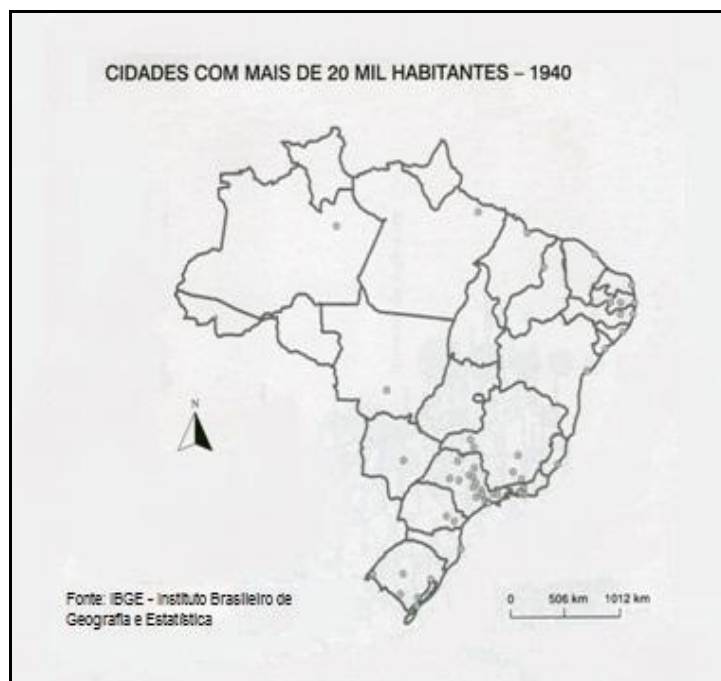 CIDADES COM MAIS DE 20 MIL HABITANTES – 1940
N
Fonte: IBGE - Instituto Brasileiro de
Geografia e Estatística
0 506 km 1012 km